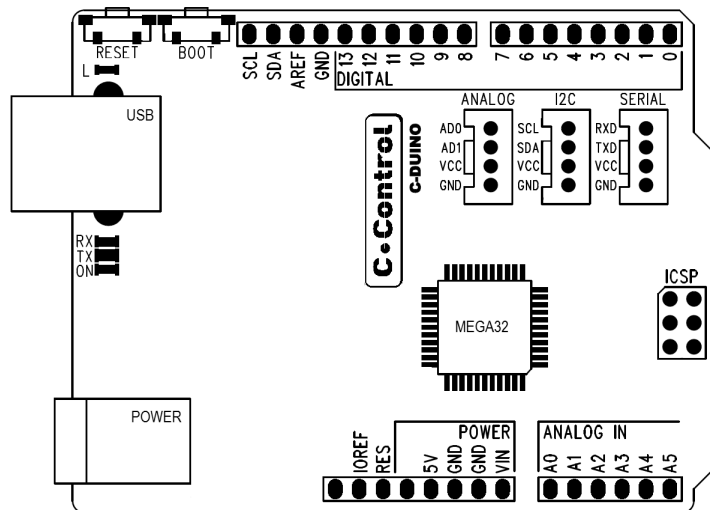 RESET
BOOT
L
USB
SCL
SDA
AREF
GND
13
12
11
10
9
8
7
6
5
4
3
2
1
0
DIGITAL
ANALOG
AD0
AD1
VCC
GND
I2C
SCL
SDA
VCC
GND
SERIAL
RXD
TXD
VCC
GND
C-Control
C-DUINO
RX
TX
ON
MEGA32
ICSP
POWER
IOREF
RES
5V
GND
GND
VIN
POWER
ANALOG IN
A0
A1
A2
A3
A4
A5